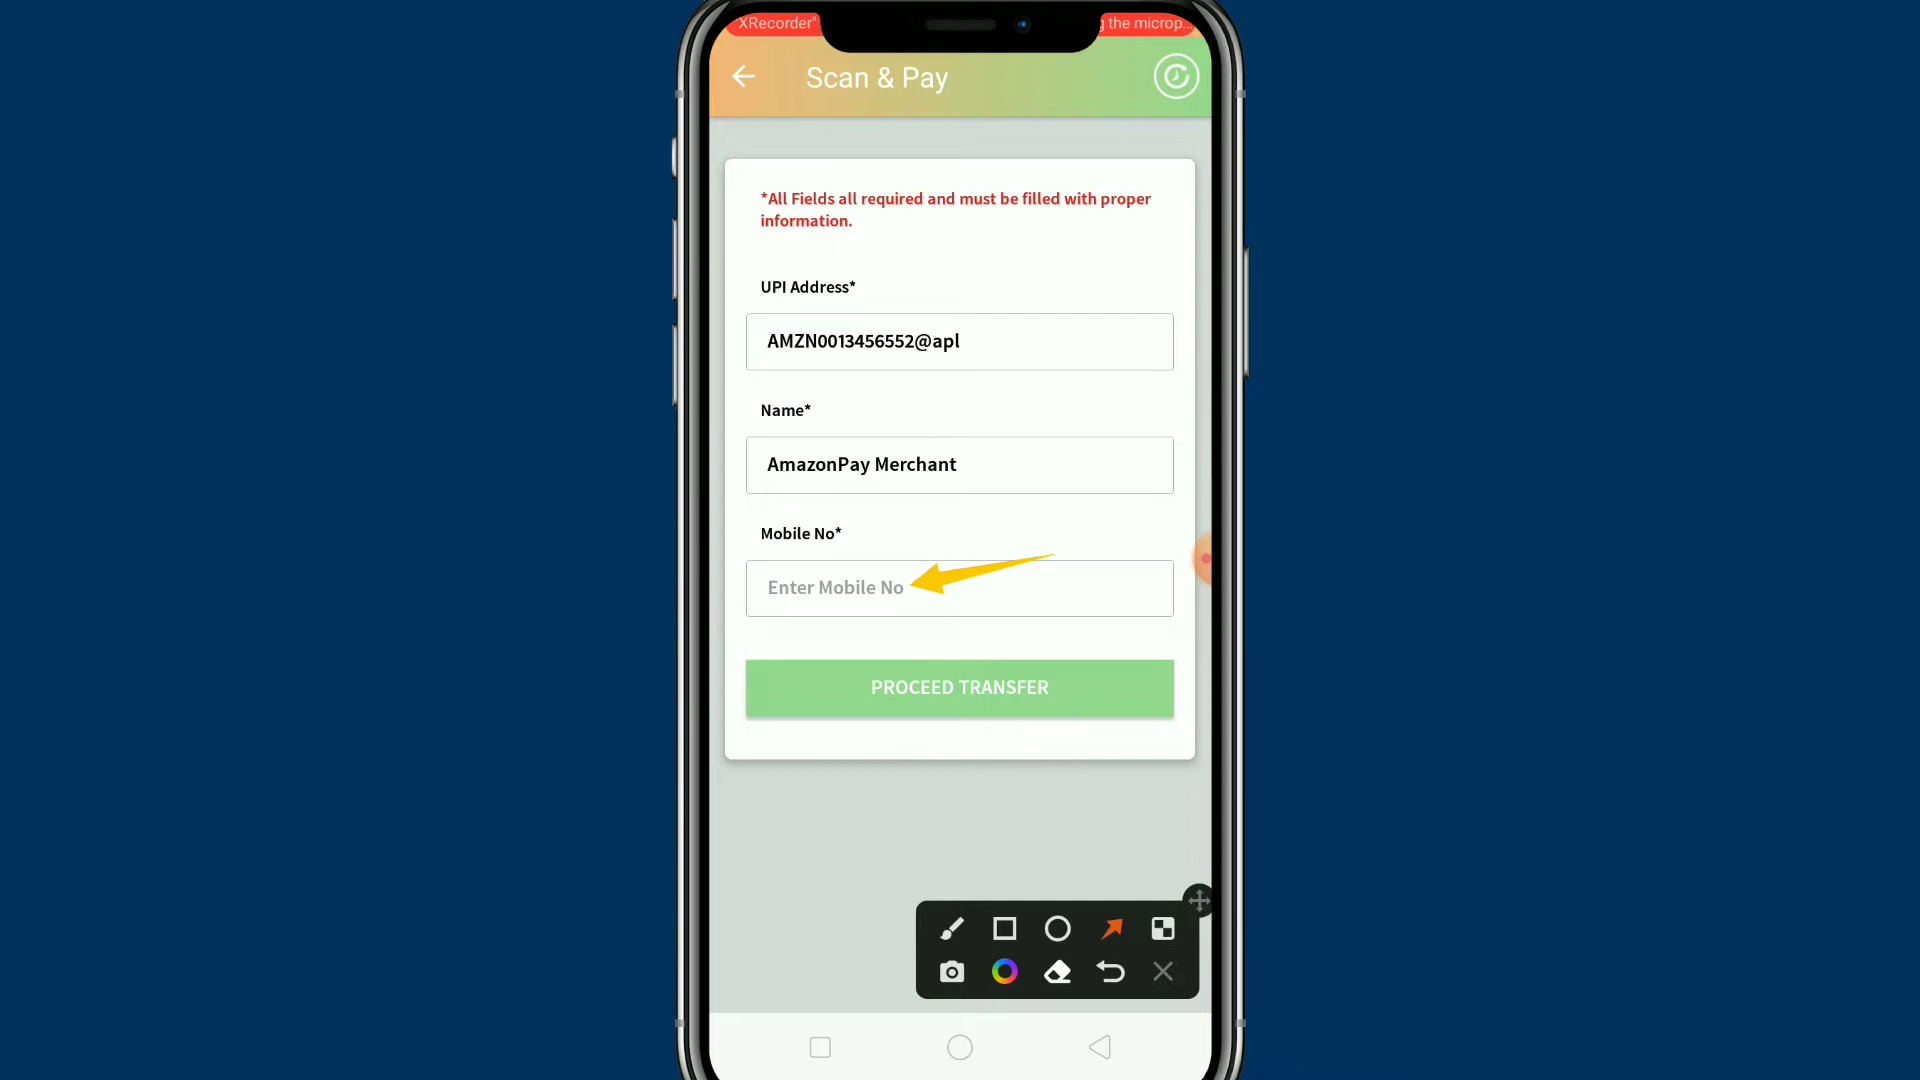 XRecorder"
g the microp...
Scan & Pay
*All Fields all required and must be filled with proper
information.
UPI Address*
AMZN0013456552@apl
Name*
AmazonPay Merchant
Mobile No*
Enter Mobile No
PROCEED TRANSFER